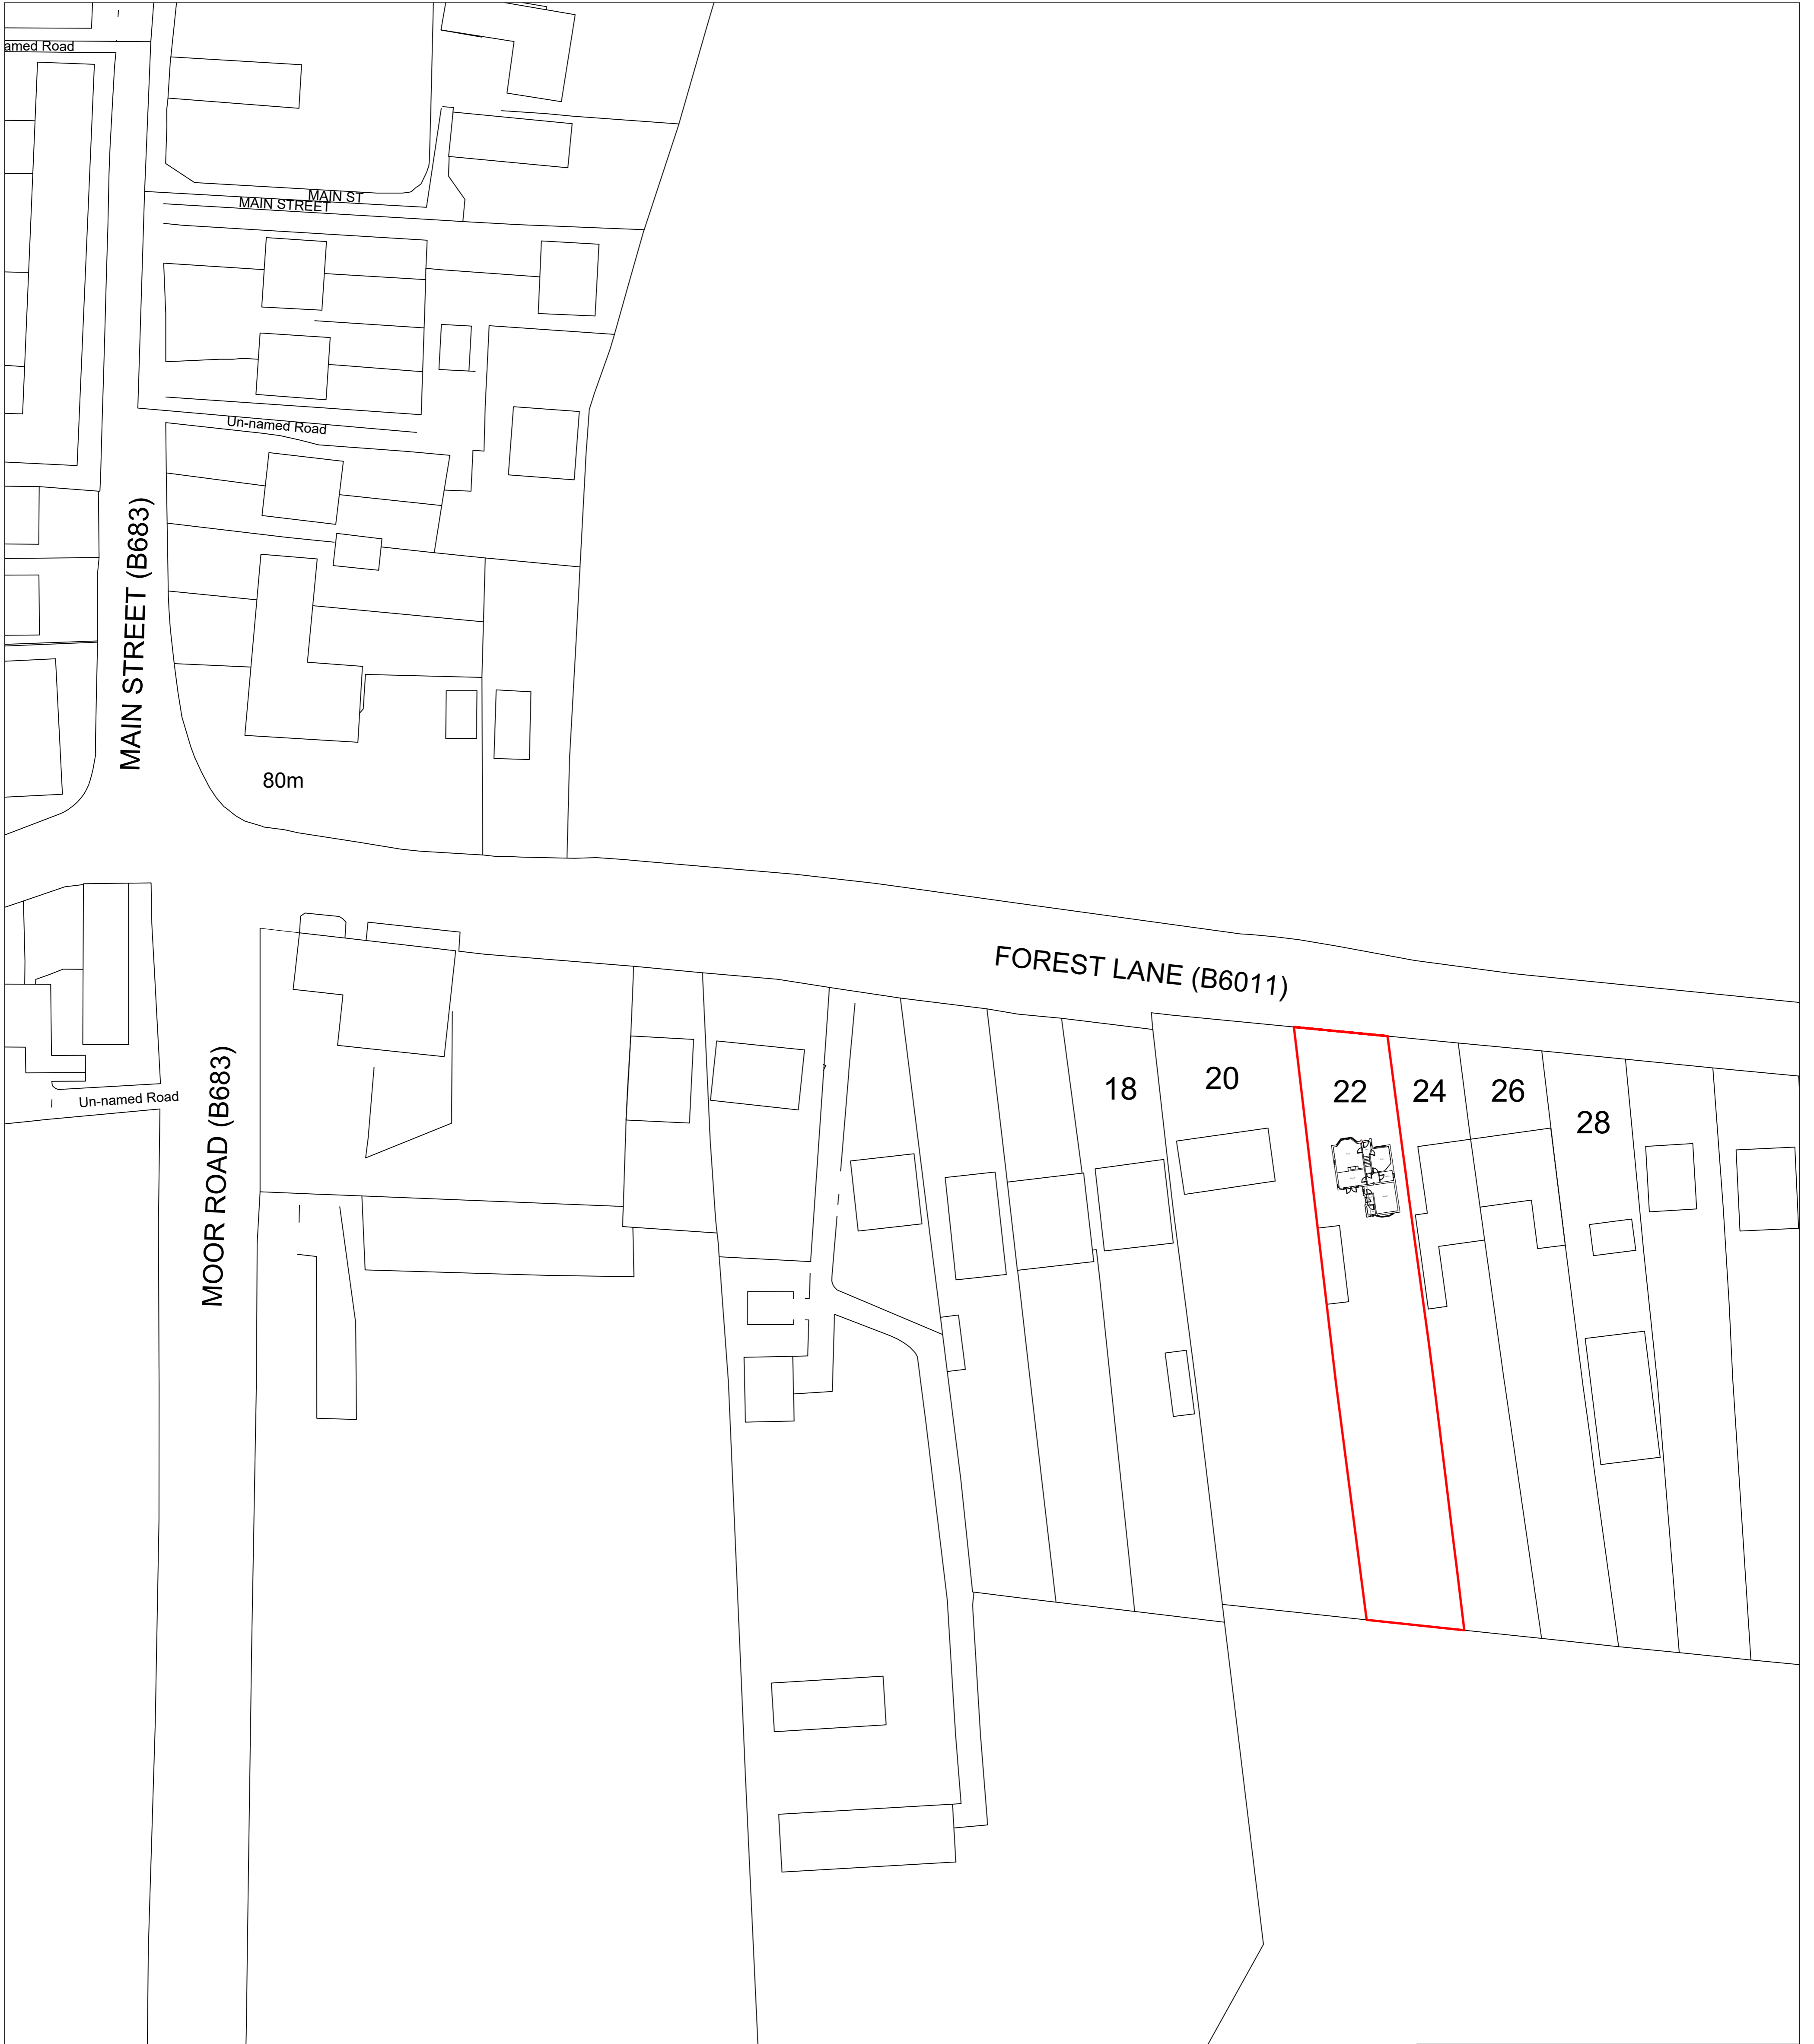 amed Road
MAIN ST
MAIN STREET
Un-named Road
MAIN STREET (B683)
80m
FOREST LANE (B6011)
18
20
22
24
26
28
Un-named Road
MOOR ROAD (B683)